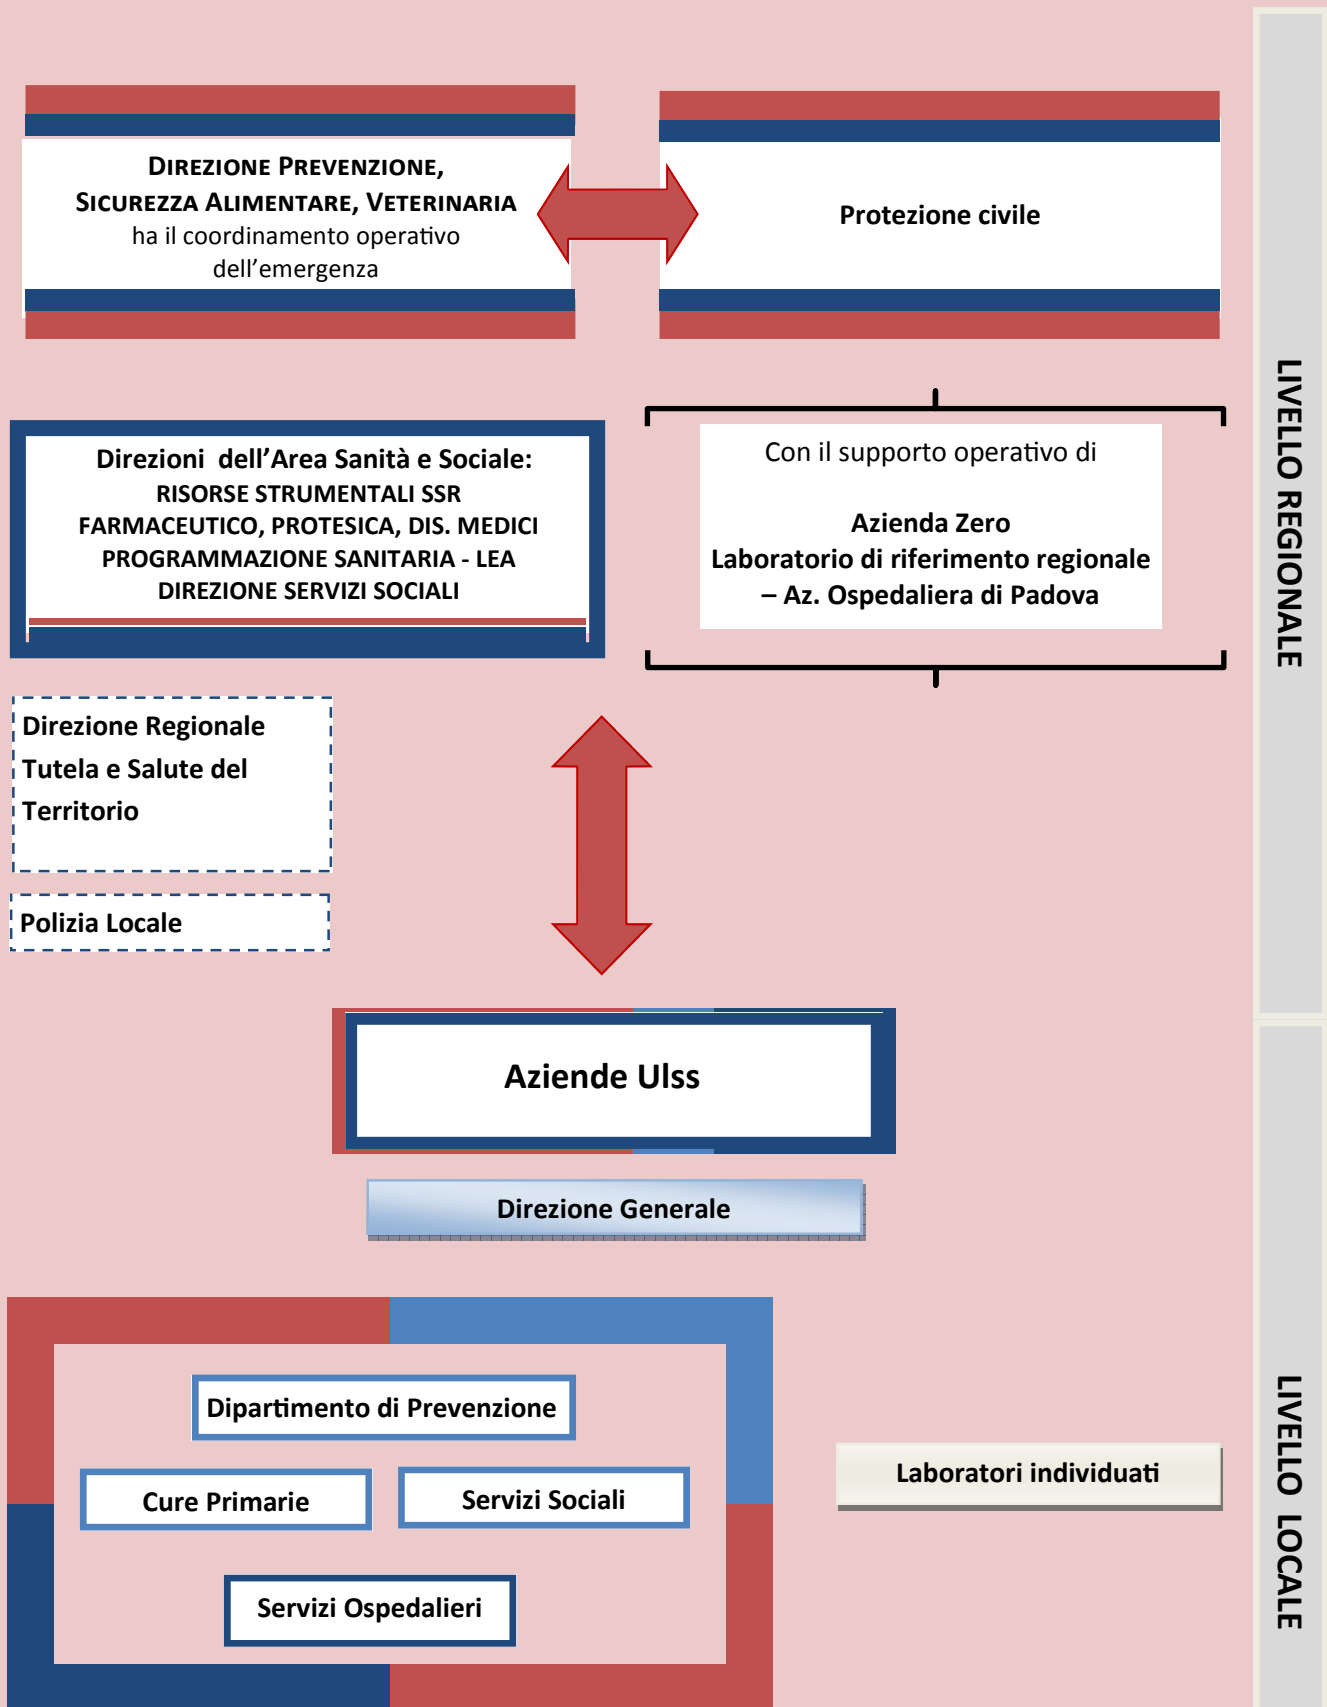 DIREZIONE PREVENZIONE,
SICUREZZA ALIMENTARE, VETERINARIA
ha il coordinamento operativo
dell'emergenza
Protezione civile
Direzioni dell'Area Sanità e Sociale:
RISORSE STRUMENTALI SSR
FARMACEUTICO, PROTESICA, DIS. MEDICI
PROGRAMMAZIONE SANITARIA - LEA
DIREZIONE SERVIZI SOCIALI
Con il supporto operativo di
Azienda Zero
Laboratorio di riferimento regionale
– Az. Ospedaliera di Padova
LIVELLO REGIONALE
Direzione Regionale
Tutela e Salute del
Territorio
Polizia Locale
Aziende Ulss
Direzione Generale
Dipartimento di Prevenzione
Cure Primarie
Servizi Sociali
Servizi Ospedalieri
Laboratori individuati
LIVELLO LOCALE